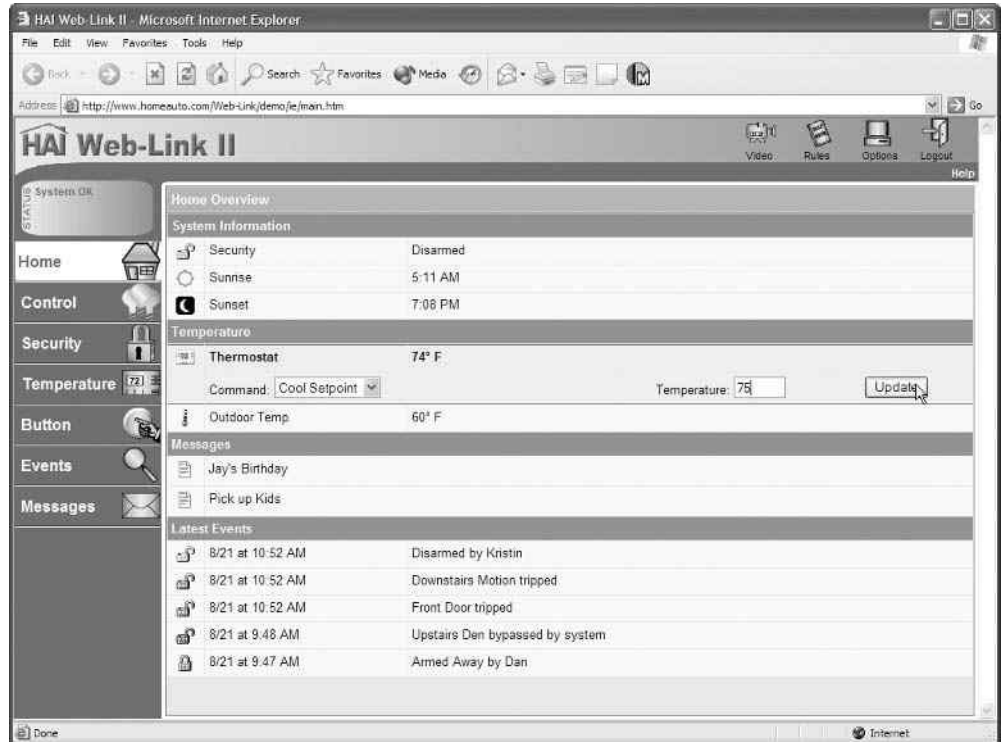 HAI Web-Link II - Microsoft Internet Explorer
File Edit View Favorites Tools Help
Back Search Favorites Media
Address http://www.homeauto.com/Web-Link/demo/ie/main.htm Go
HAI Web-Link II
Video Rules Options Logout
Help
STATUS System OK
Home
Control
Security
Temperature 72
Button
Events
Messages
Home Overview
System Information
Security Disarmed
Sunrise 5:11 AM
Sunset 7:08 PM
Temperature
Thermostat 74° F
Command: Cool Setpoint Temperature: 75 Update
Outdoor Temp 60° F
Messages
Jay's Birthday
Pick up Kids
Latest Events
8/21 at 10:52 AM Disarmed by Kristin
8/21 at 10:52 AM Downstairs Motion tripped
8/21 at 10:52 AM Front Door tripped
8/21 at 9:48 AM Upstairs Den bypassed by system
8/21 at 9:47 AM Armed Away by Dan
Done Internet